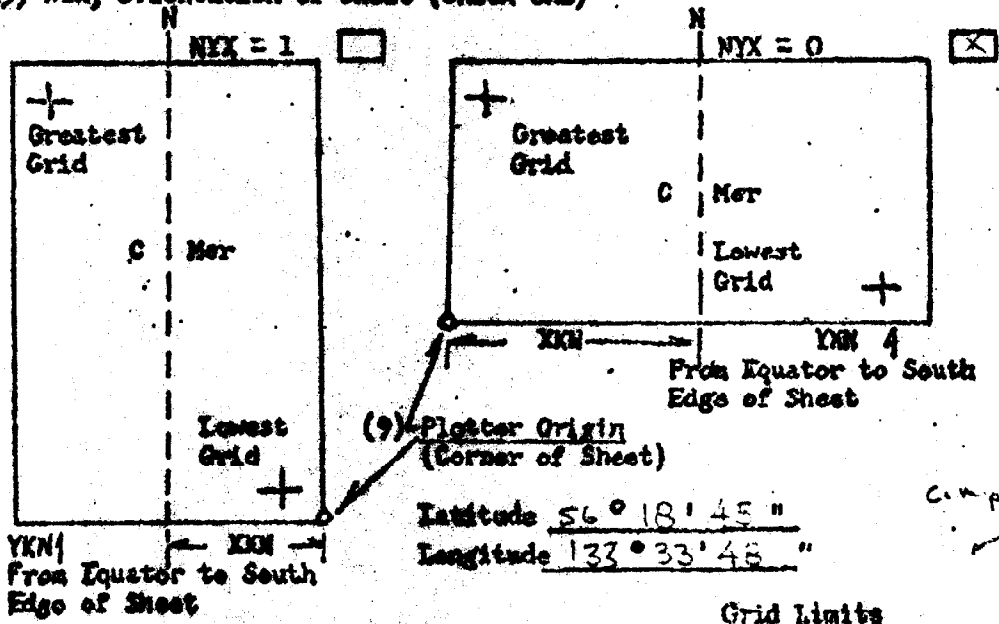 N
NYX = 1
Greatest
Grid
C Mer
Lowest
Grid
YKN
XKN
From Equator to South
Edge of Sheet
N
NYX = 0
X
Greatest
Grid
C Mer
Lowest
Grid
XKN
YKN
From Equator to South
Edge of Sheet
(9) Plotter Origin
(Corner of Sheet)
Latitude 56° 18' 45"
Longitude 133° 33' 48"
Grid Limits